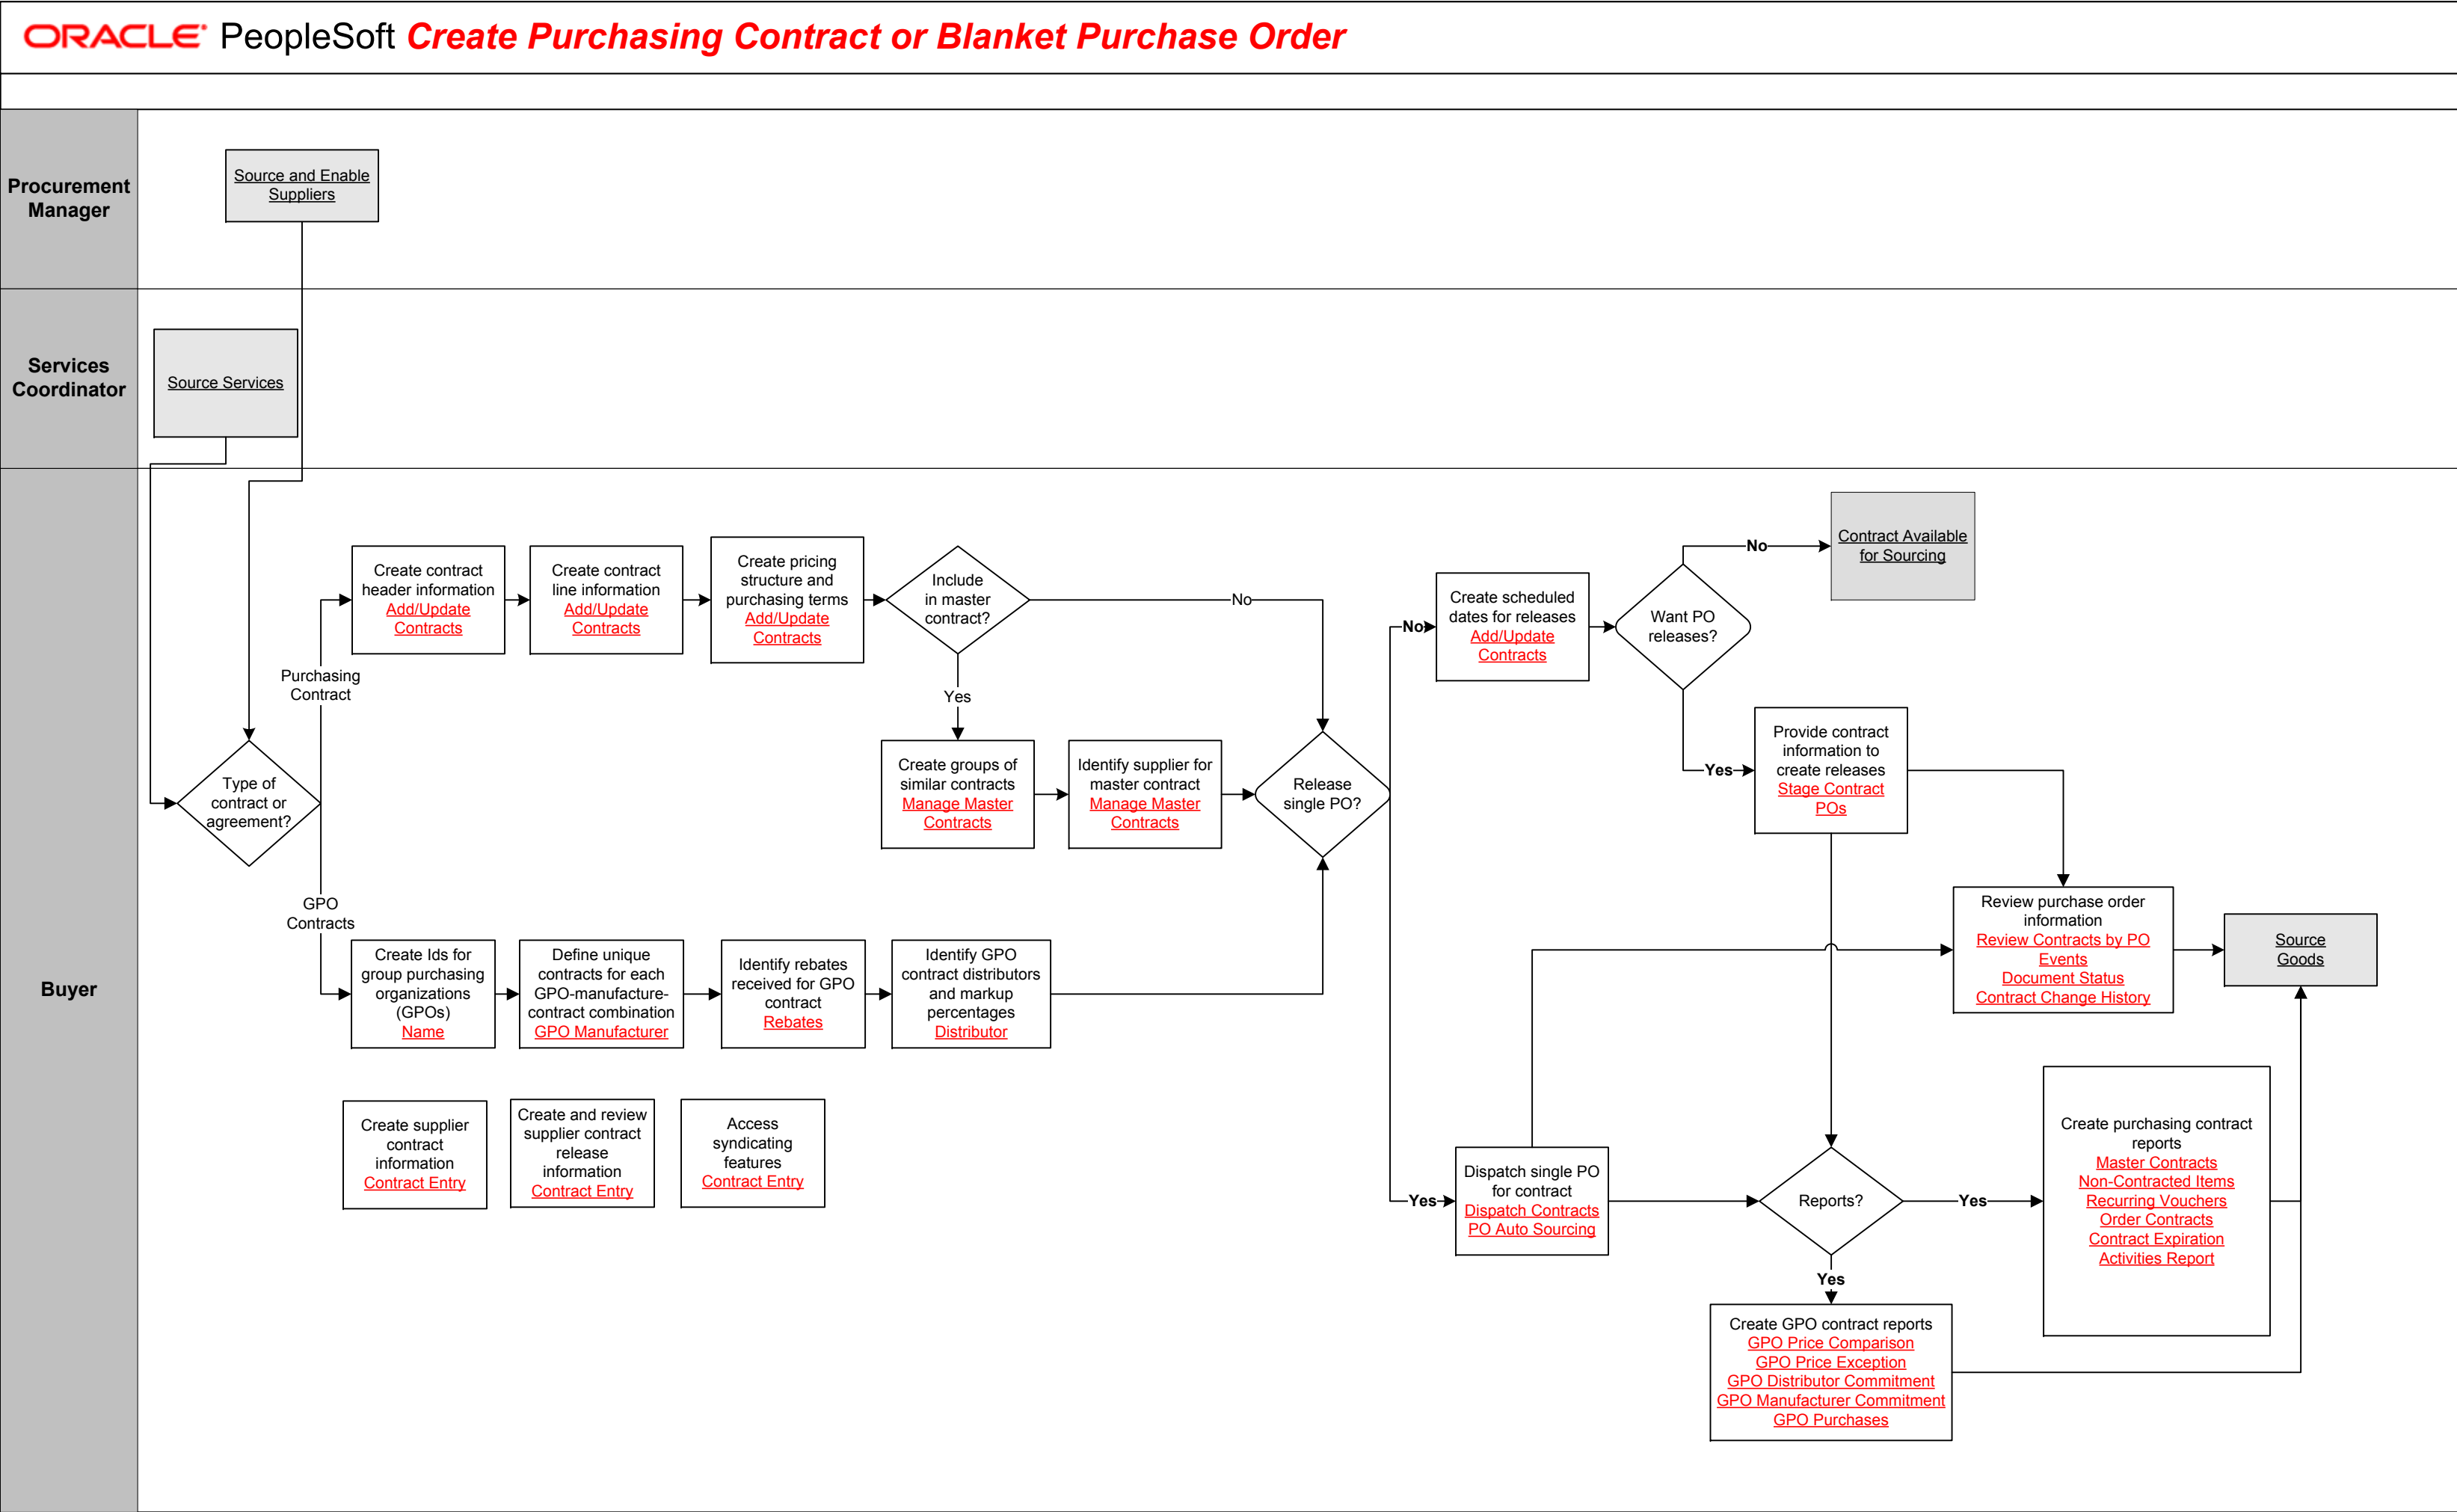 ORACLE PeopleSoft Create Purchasing Contract or Blanket Purchase Order
Procurement
Manager
Source and Enable
Suppliers
Services
Coordinator
Source Services
Buyer
Type of
contract or
agreement?
Purchasing
Contract
Create contract
header information
Add/Update
Contracts
Create contract
line information
Add/Update
Contracts
Create pricing
structure and
purchasing terms
Add/Update
Contracts
Include
in master
contract?
No
Yes
Create groups of
similar contracts
Manage Master
Contracts
Identify supplier for
master contract
Manage Master
Contracts
Release
single PO?
GPO
Contracts
Create Ids for
group purchasing
organizations
(GPOs)
Name
Define unique
contracts for each
GPO-manufacture-
contract combination
GPO Manufacturer
Identify rebates
received for GPO
contract
Rebates
Identify GPO
contract distributors
and markup
percentages
Distributor
Create supplier
contract
information
Contract Entry
Create and review
supplier contract
release
information
Contract Entry
Access
syndicating
features
Contract Entry
No
Create scheduled
dates for releases
Add/Update
Contracts
Want PO
releases?
No
Contract Available
for Sourcing
Yes
Provide contract
information to
create releases
Stage Contract
POs
Review purchase order
information
Review Contracts by PO
Events
Document Status
Contract Change History
Source
Goods
Yes
Dispatch single PO
for contract
Dispatch Contracts
PO Auto Sourcing
Reports?
Yes
Create purchasing contract
reports
Master Contracts
Non-Contracted Items
Recurring Vouchers
Order Contracts
Contract Expiration
Activities Report
Yes
Create GPO contract reports
GPO Price Comparison
GPO Price Exception
GPO Distributor Commitment
GPO Manufacturer Commitment
GPO Purchases